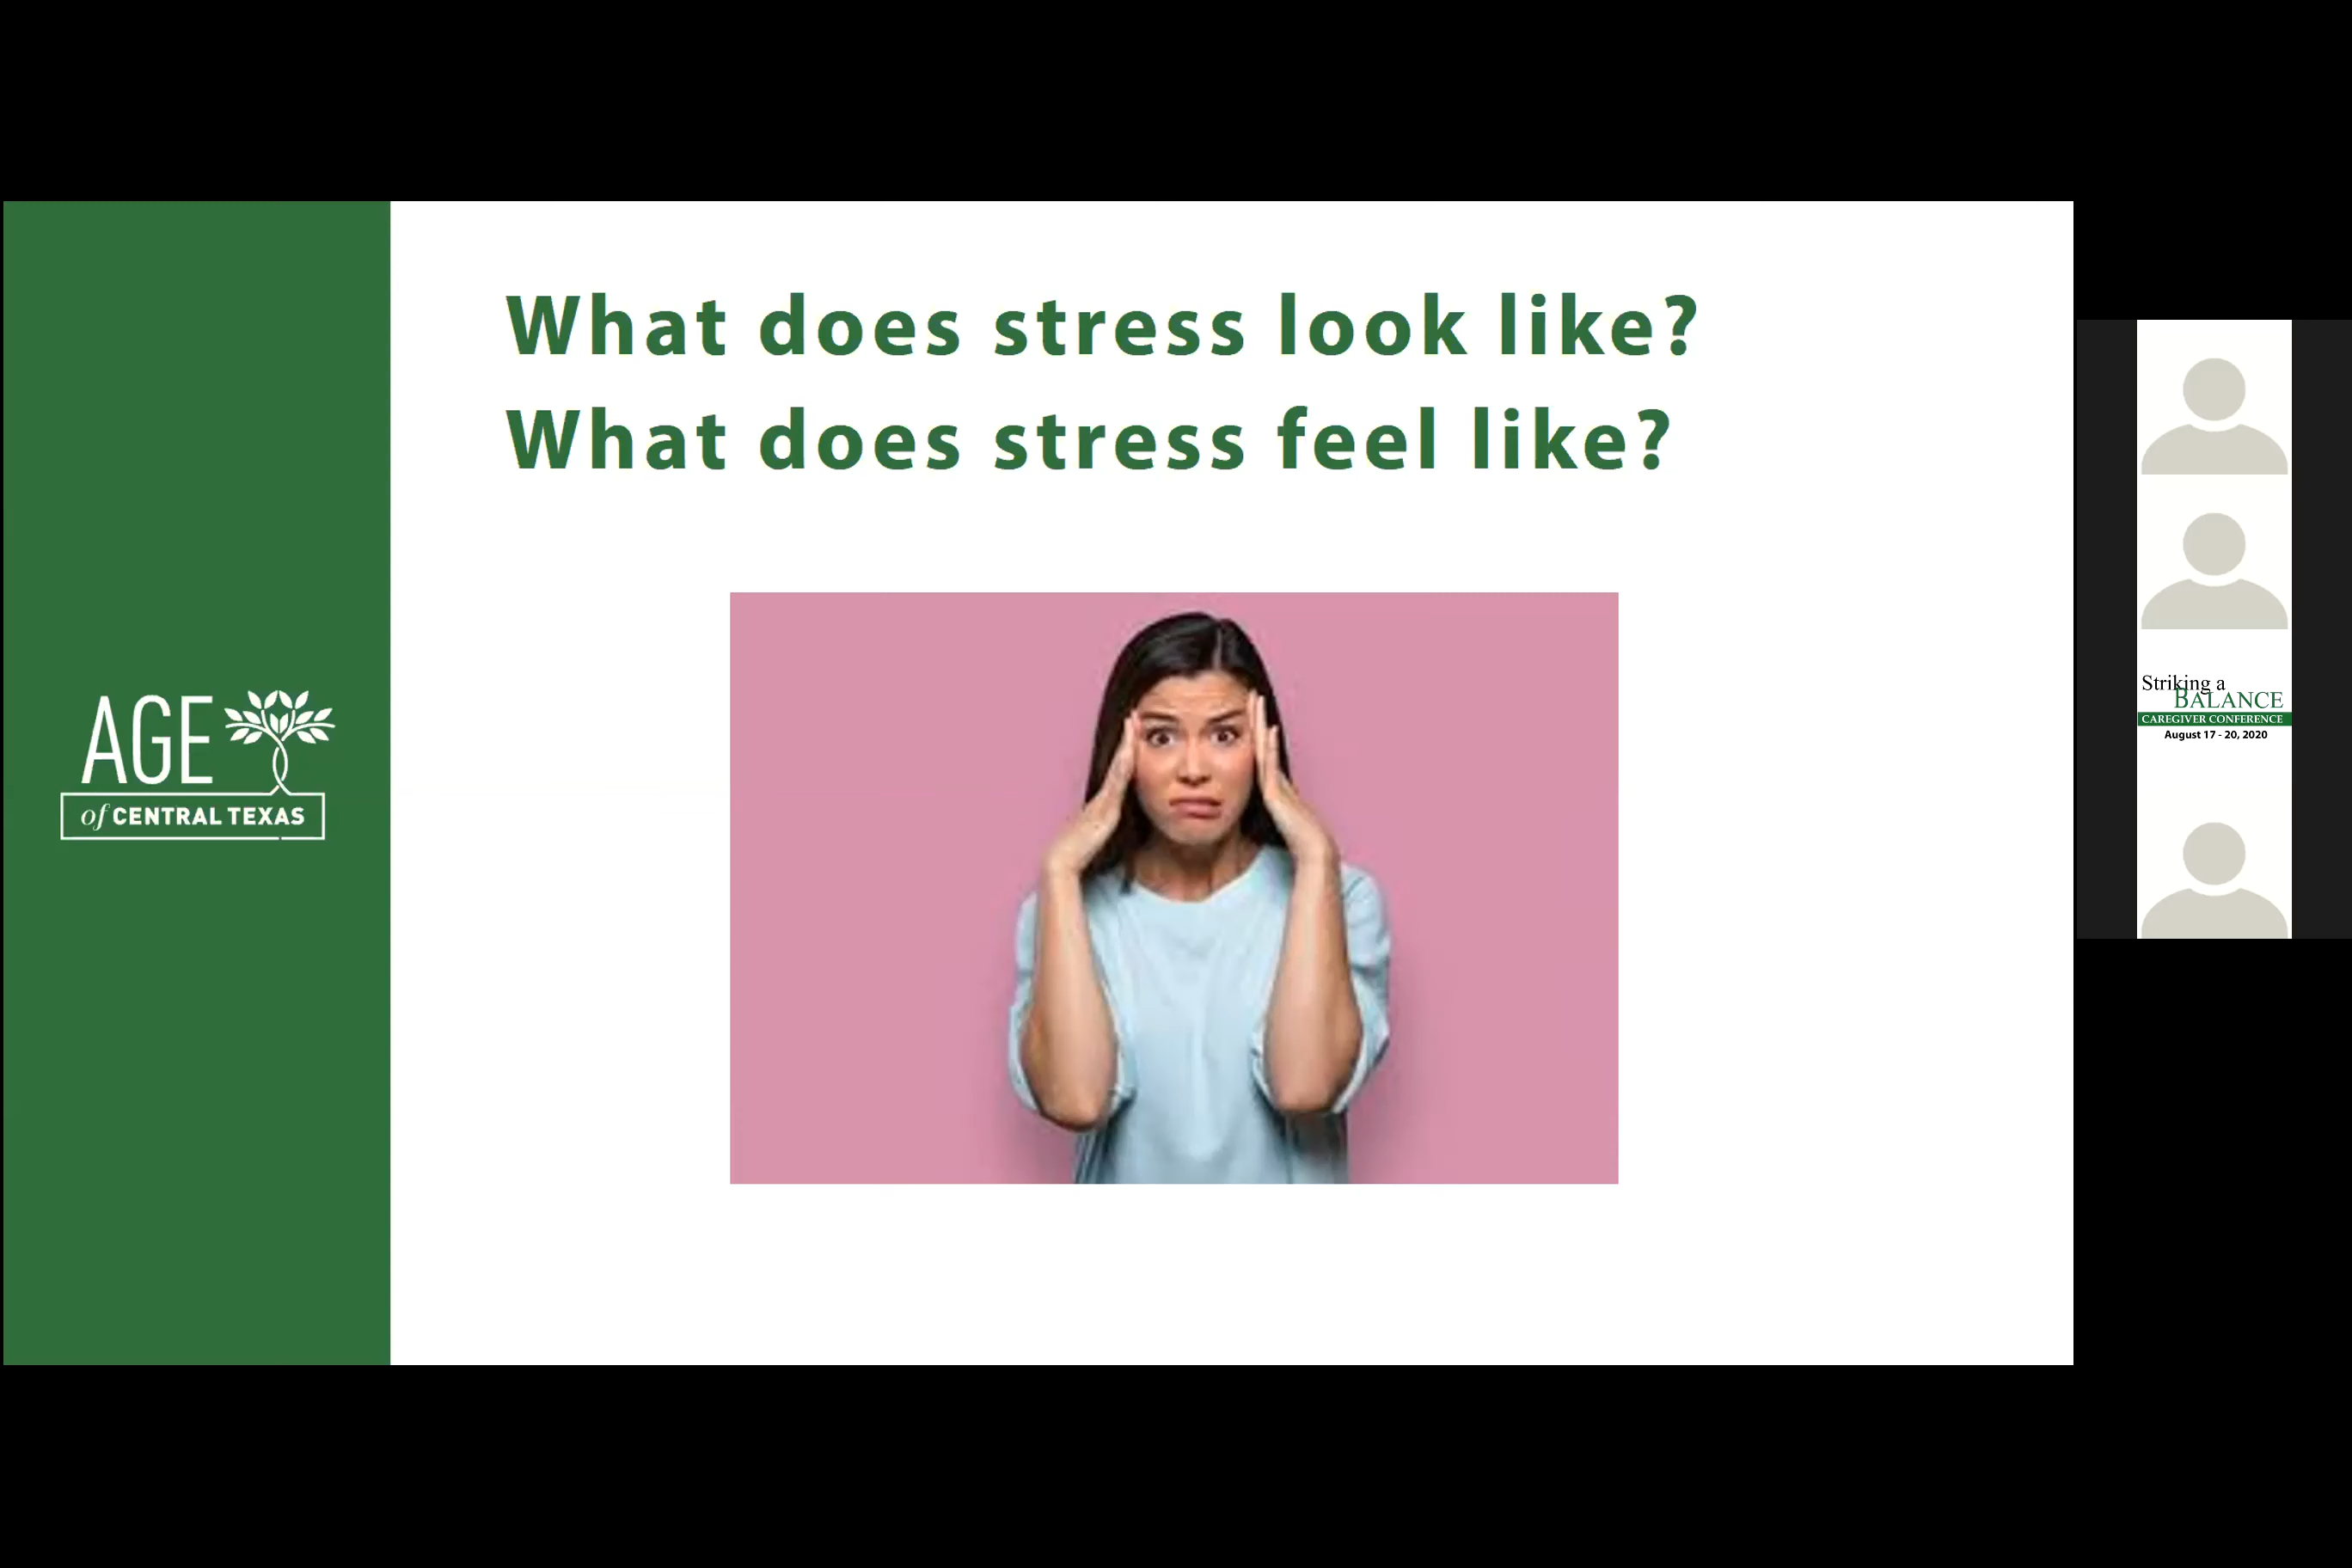 What does stress look like?
What does stress feel like?
AGE
of CENTRAL TEXAS
Striking a
BALANCE
CAREGIVER CONFERENCE
August 17 - 20, 2020